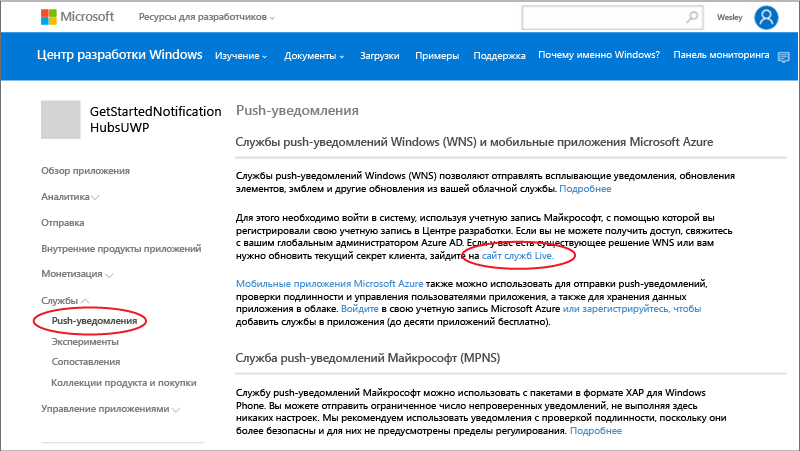 Microsoft
Ресурсы для разработчиков
Wesley
Центр разработки Windows
Изучение
Документы
Загрузки
Примеры
Поддержка
Почему именно Windows?
Панель мониторинга
GetStartedNotification
HubsUWP
Обзор приложения
Аналитика
Отправка
Внутренние продукты приложений
Монетизация
Службы
Push-уведомления
Эксперименты
Сопоставления
Коллекции продукта и покупки
Управление приложениями
Push-уведомления
Службы push-уведомлений Windows (WNS) и мобильные приложения Microsoft Azure
Службы push-уведомлений Windows (WNS) позволяют отправлять всплывающие уведомления, обновления
элементов, эмблем и другие обновления из вашей облачной службы. Подробнее
Для этого необходимо войти в систему, используя учетную запись Майкрософт, с помощью которой вы
регистрировали свою учетную запись в Центре разработки. Если вы не можете получить доступ, свяжитесь
с вашим глобальным администратором Azure AD. Если у вас есть существующее решение WNS или вам
нужно обновить текущий секрет клиента, зайдите на сайт служб Live.
Мобильные приложения Microsoft Azure также можно использовать для отправки push-уведомлений,
проверки подлинности и управления пользователями приложения, а также для хранения данных
приложения в облаке. Войдите в свою учетную запись Microsoft Azure или зарегистрируйтесь, чтобы
добавить службы в приложения (до десяти приложений бесплатно).
Служба push-уведомлений Майкрософт (MPNS)
Службу push-уведомлений Майкрософт можно использовать с пакетами в формате XAP для Windows
Phone. Вы можете отправить ограниченное число непроверенных уведомлений, не выполняя здесь
никаких настроек. Мы рекомендуем использовать уведомления с проверкой подлинности, поскольку они
более безопасны и для них не предусмотрены пределы регулирования. Подробнее